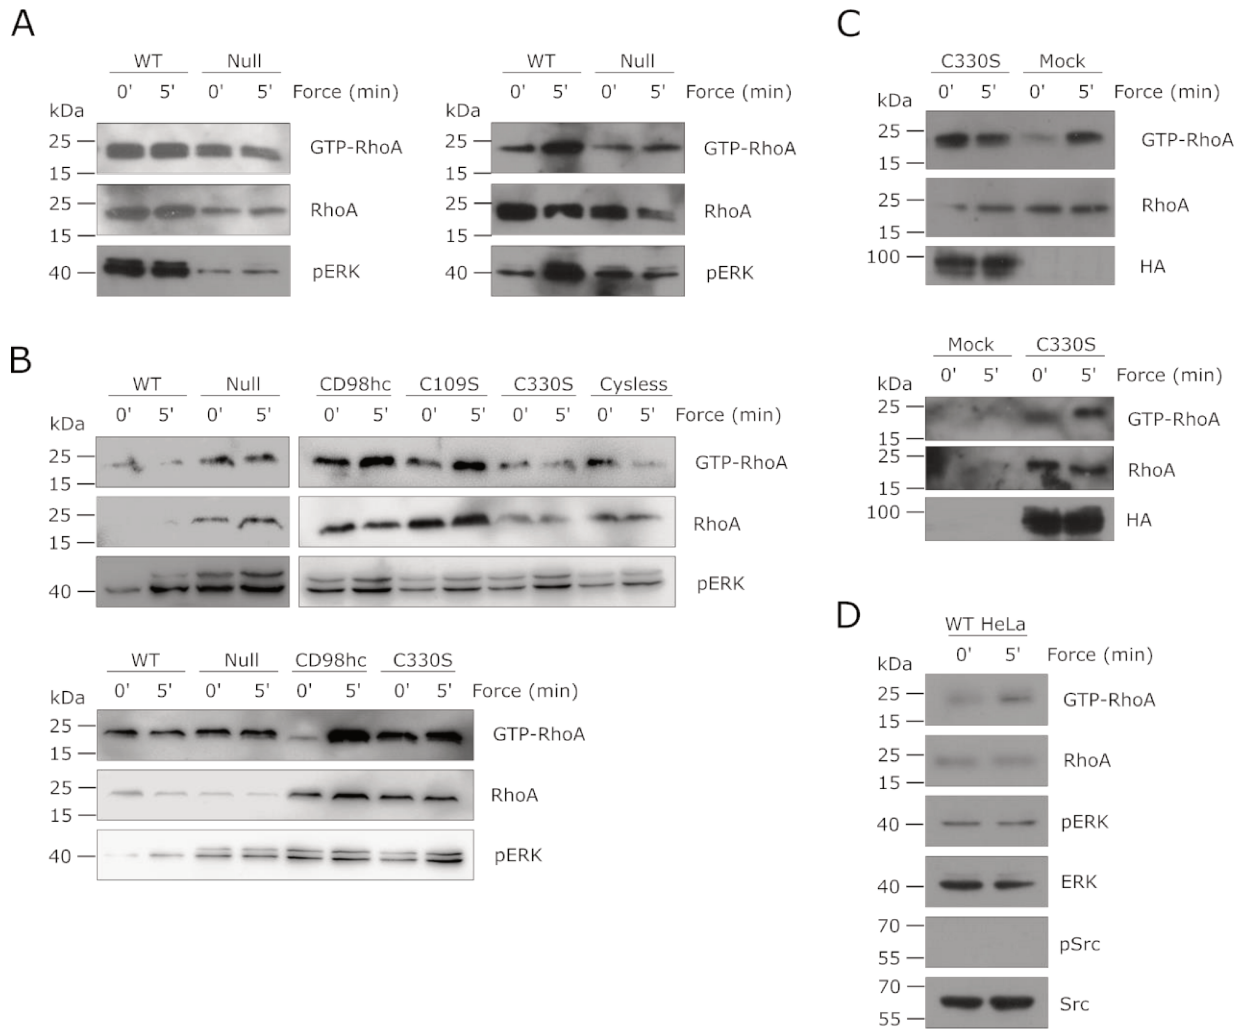 A
WT Null
0' 5' 0' 5' Force (min)
kDa
25 GTP-RhoA
15
25 RhoA
15
40 pERK
WT Null
0' 5' 0' 5' Force (min)
kDa
25 GTP-RhoA
15
25 RhoA
15
40 pERK
B
WT Null CD98hc C109S C330S Cysless
0' 5' 0' 5' 0' 5' 0' 5' 0' 5' 0' 5' Force (min)
kDa
25 GTP-RhoA
15
25 RhoA
15
40 pERK
WT Null CD98hc C330S
0' 5' 0' 5' 0' 5' 0' 5' Force (min)
kDa
25 GTP-RhoA
15
25 RhoA
15
40 pERK
C
C330S Mock
0' 5' 0' 5' Force (min)
kDa
25 GTP-RhoA
15
25 RhoA
15
100 HA
Mock C330S
0' 5' 0' 5' Force (min)
kDa
25 GTP-RhoA
15
25 RhoA
15
100 HA
D
WT HeLa
0' 5' Force (min)
kDa
25 GTP-RhoA
15
25 RhoA
15
40 pERK
40 ERK
70 pSrc
55
70 Src
55